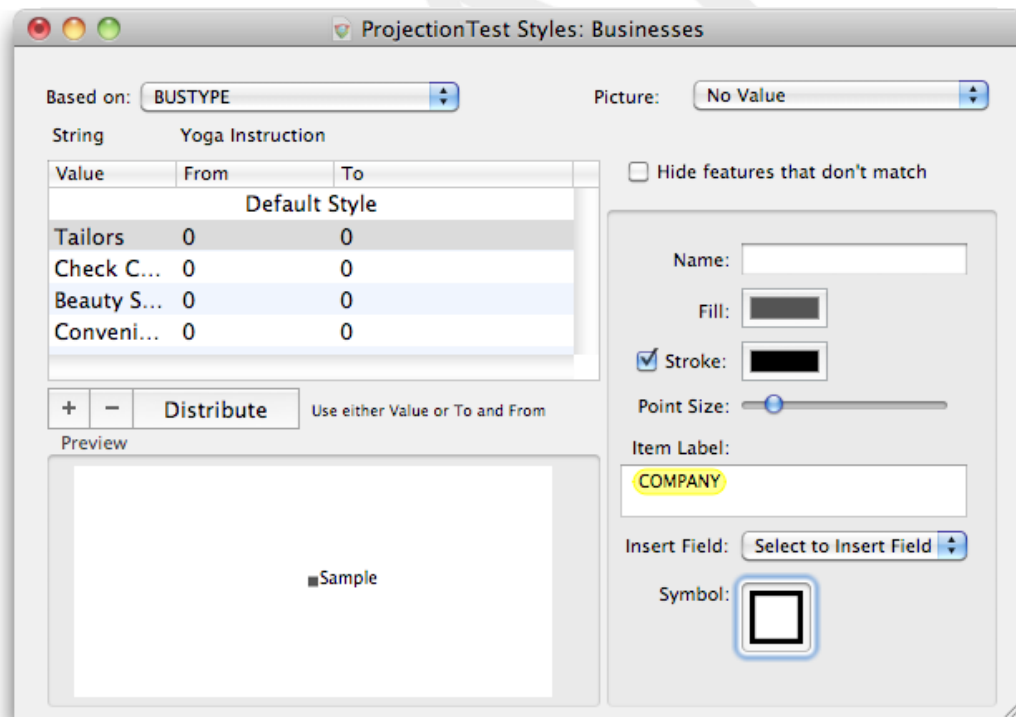 ProjectionTest Styles: Businesses
Based on: BUSTYPE
Picture: No Value
String Yoga Instruction
Value From To
Hide features that don't match
Default Style
Tailors 0 0
Check C... 0 0
Beauty S... 0 0
Conveni... 0 0
Name:
Fill:
Stroke:
Point Size:
+ − Distribute Use either Value or To and From
Preview
Item Label:
COMPANY
Insert Field: Select to Insert Field
Sample
Symbol: